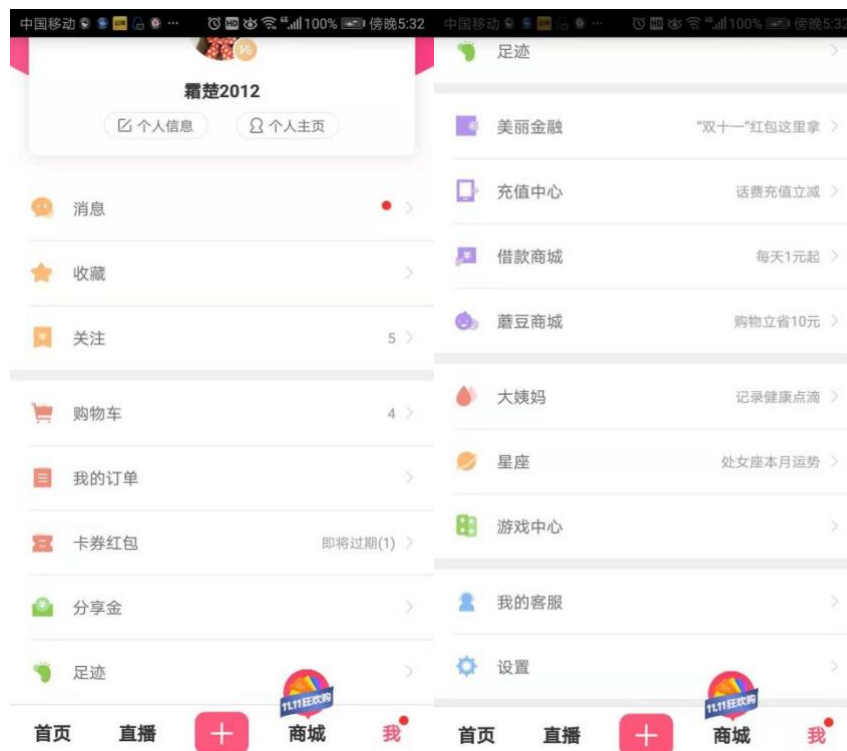 中国移动 100% 傍晚5:32
霜楚2012
个人信息 个人主页
消息
收藏
关注 5
购物车 4
我的订单
卡券红包 即将过期(1)
分享金
足迹
11.11狂欢购
首页 直播 商城 我
中国移动 100% 傍晚5:32
足迹
美丽金融 “双十一”红包这里拿
充值中心 话费充值立减
借款商城 每天1元起
蘑豆商城 购物立省10元
大姨妈 记录健康点滴
星座 处女座本月运势
游戏中心
我的客服
设置
11.11狂欢购
首页 直播 商城 我